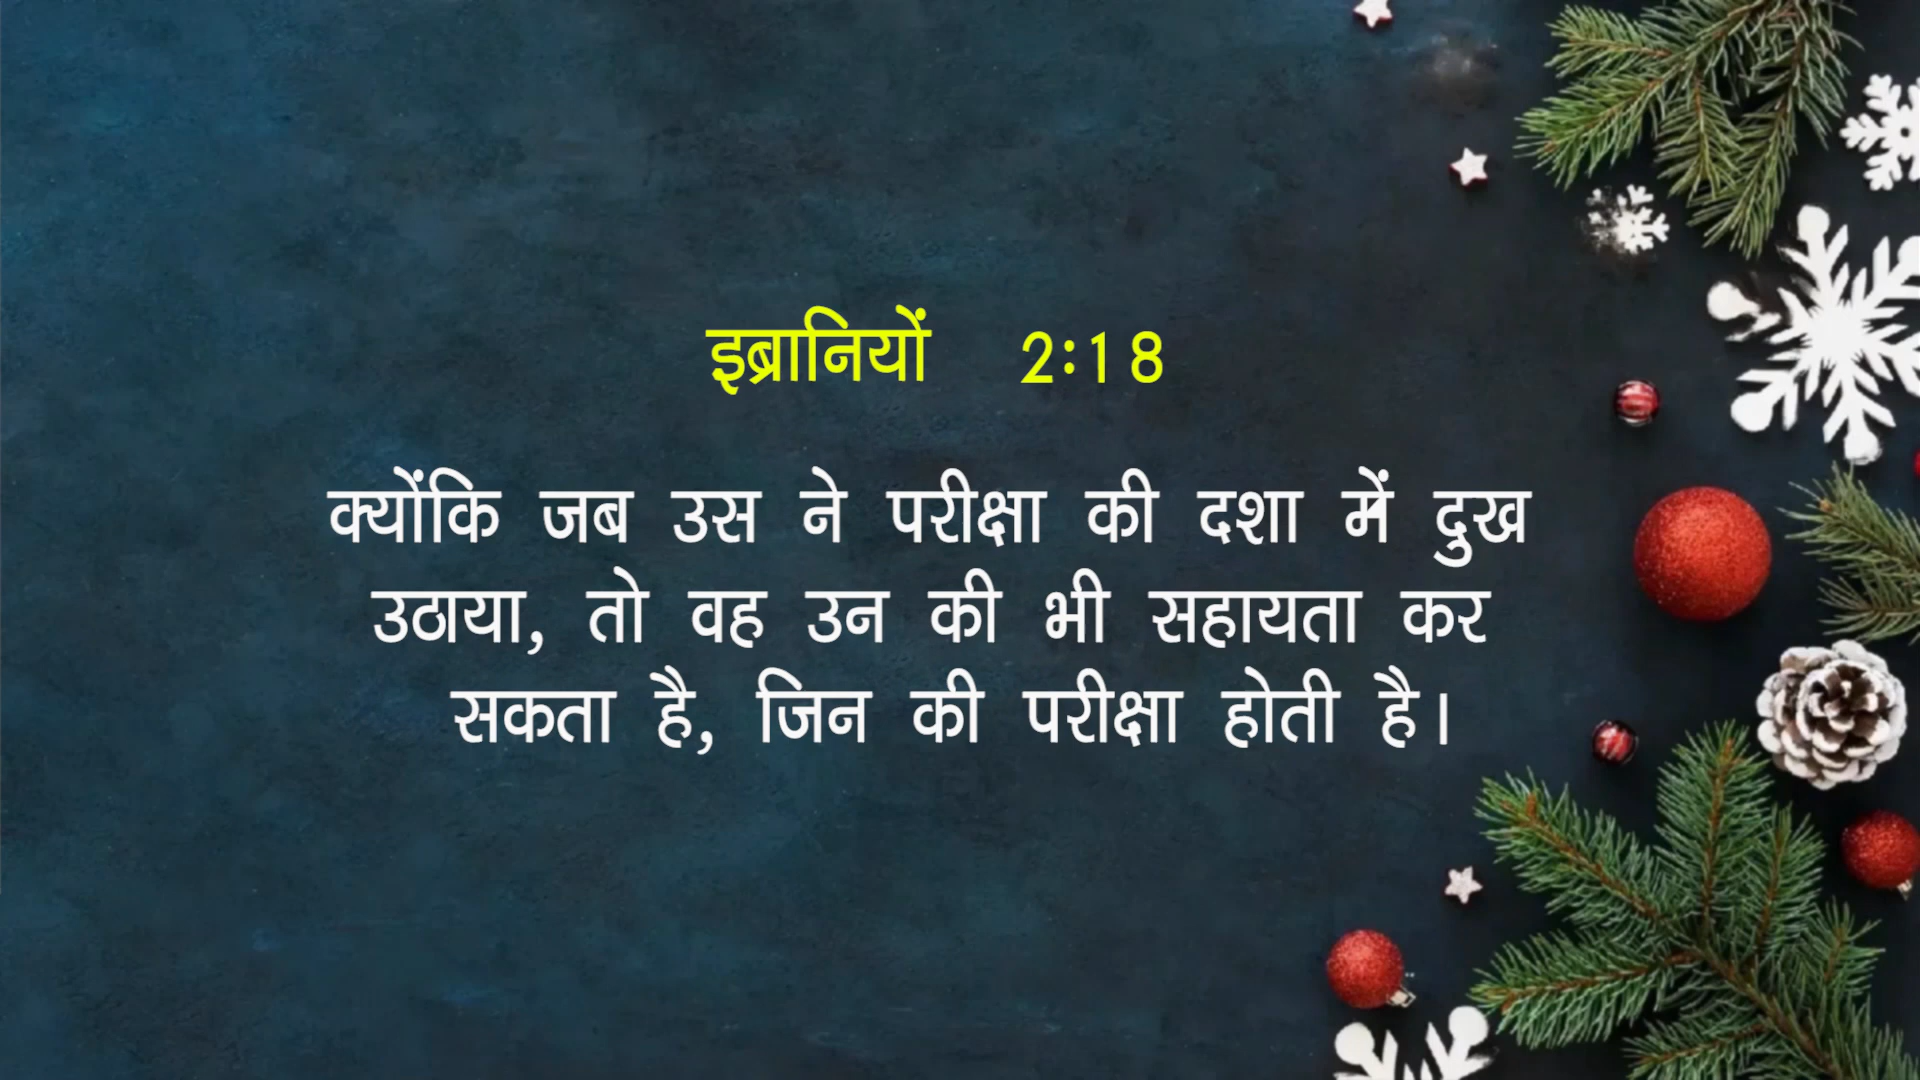 इब्रानियों 2:18
क्योंकि जब उस ने परीक्षा की दशा में दुख
उठाया, तो वह उन की भी सहायता कर
सकता है, जिन की परीक्षा होती है।